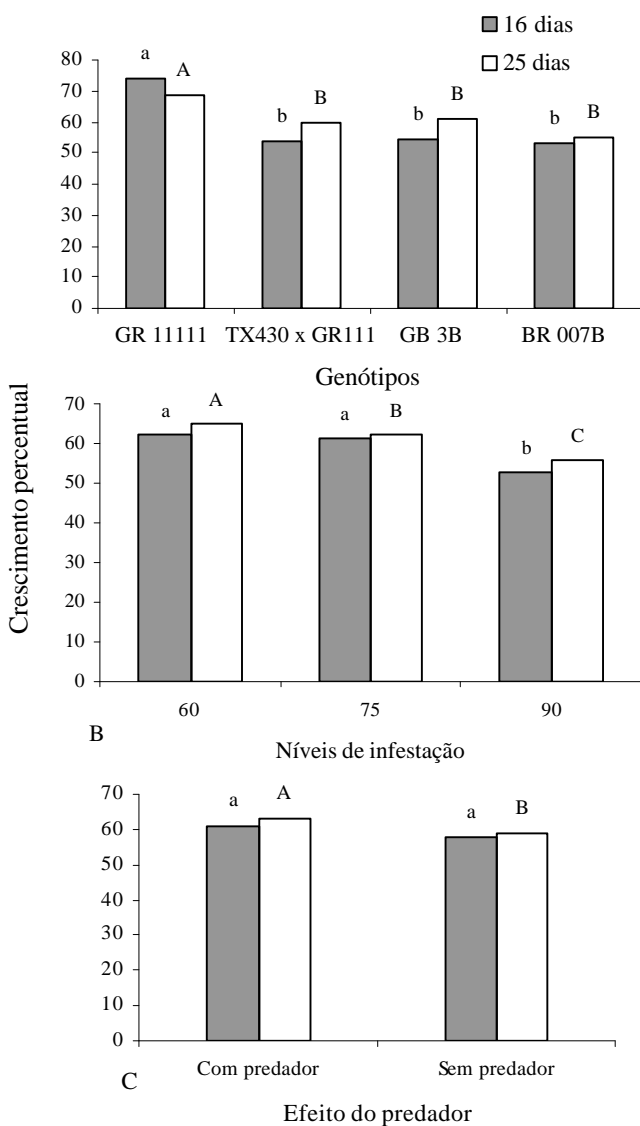 16 dias
25 dias
80
70
60
50
40
30
20
10
0
a A b B b B b B
GR 11111 TX430 x GR111 GB 3B BR 007B
Genótipos
Crescimento percentual
70
60
50
40
30
20
10
0
a A a B b C
60 75 90
B
Níveis de infestação
70
60
50
40
30
20
10
0
a A a B
Com predador Sem predador
C
Efeito do predador